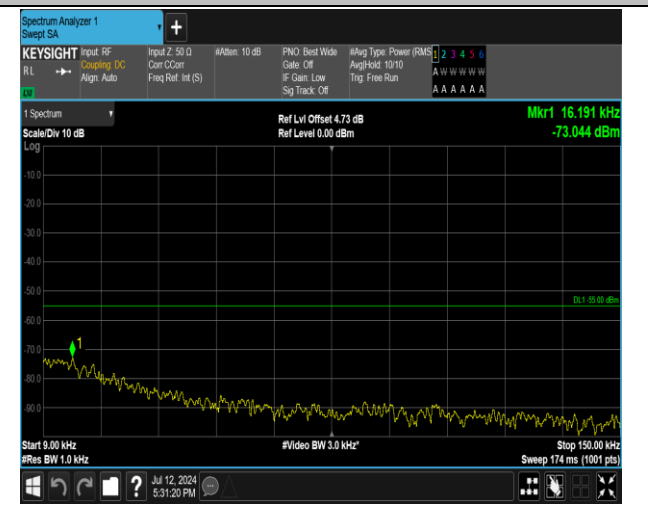 Spectrum Analyzer 1
Swept SA
+
KEYSIGHT
RL
Input: RF
Coupling: DC
Align: Auto
Input Z: 50 Ω
Corr CCorr
Freq Ref: Int (S)
#Atten: 10 dB
PNO: Best Wide
Gate: Off
IF Gain: Low
Sig Track: Off
#Avg Type: Power (RMS
Avg|Hold: 10/10
Trig: Free Run
1 2 3 4 5 6
A W W W W W
A A A A A A
1 Spectrum
Scale/Div 10 dB
Log
Ref Lvl Offset 4.73 dB
Ref Level 0.00 dBm
Mkr1 16.191 kHz
-73.044 dBm
-10.0
-20.0
-30.0
-40.0
-50.0
DL1 -55.00 dBm
-60.0
-70.0
1
-80.0
-90.0
Start 9.00 kHz
#Res BW 1.0 kHz
#Video BW 3.0 kHz*
Stop 150.00 kHz
Sweep 174 ms (1001 pts)
?
Jul 12, 2024
5:31:20 PM